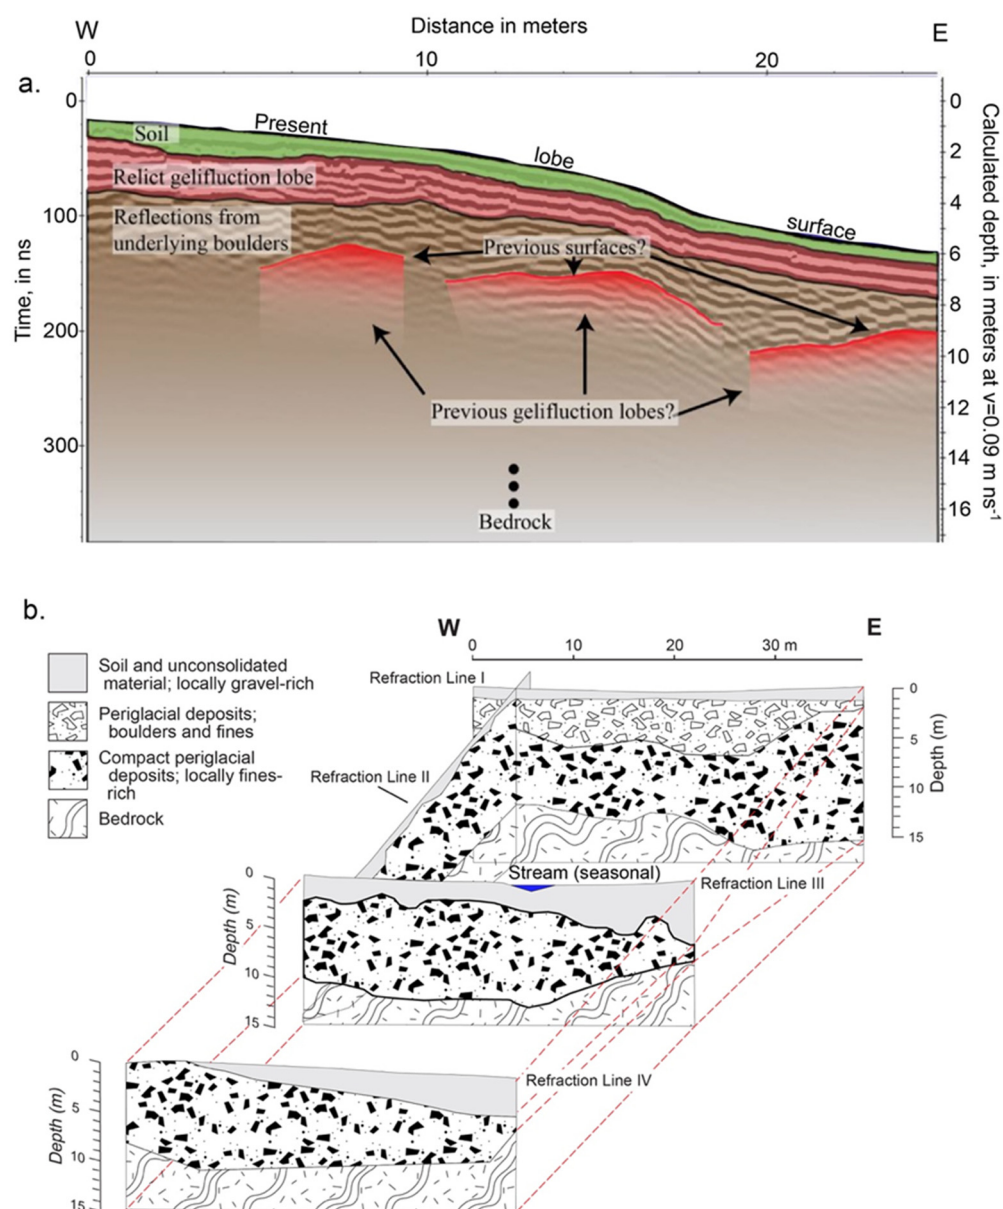 W
Distance in meters
E
0
10
20
a.
Soil
Present
lobe
surface
Relict gelifluction lobe
Reflections from
underlying boulders
Previous surfaces?
Previous gelifluction lobes?
Bedrock
Time, in ns
0
100
200
300
0
2
4
6
8
10
12
14
16
Calculated depth, in meters at v=0.09 m ns-1
b.
W
E
0
10
20
30 m
Soil and unconsolidated
material; locally gravel-rich
Periglacial deposits;
boulders and fines
Compact periglacial
deposits; locally fines-
rich
Bedrock
Refraction Line I
Refraction Line II
0
5
10
15
Depth (m)
Stream (seasonal)
Refraction Line III
0
5
10
15
Depth (m)
Refraction Line IV
0
5
10
15
Depth (m)